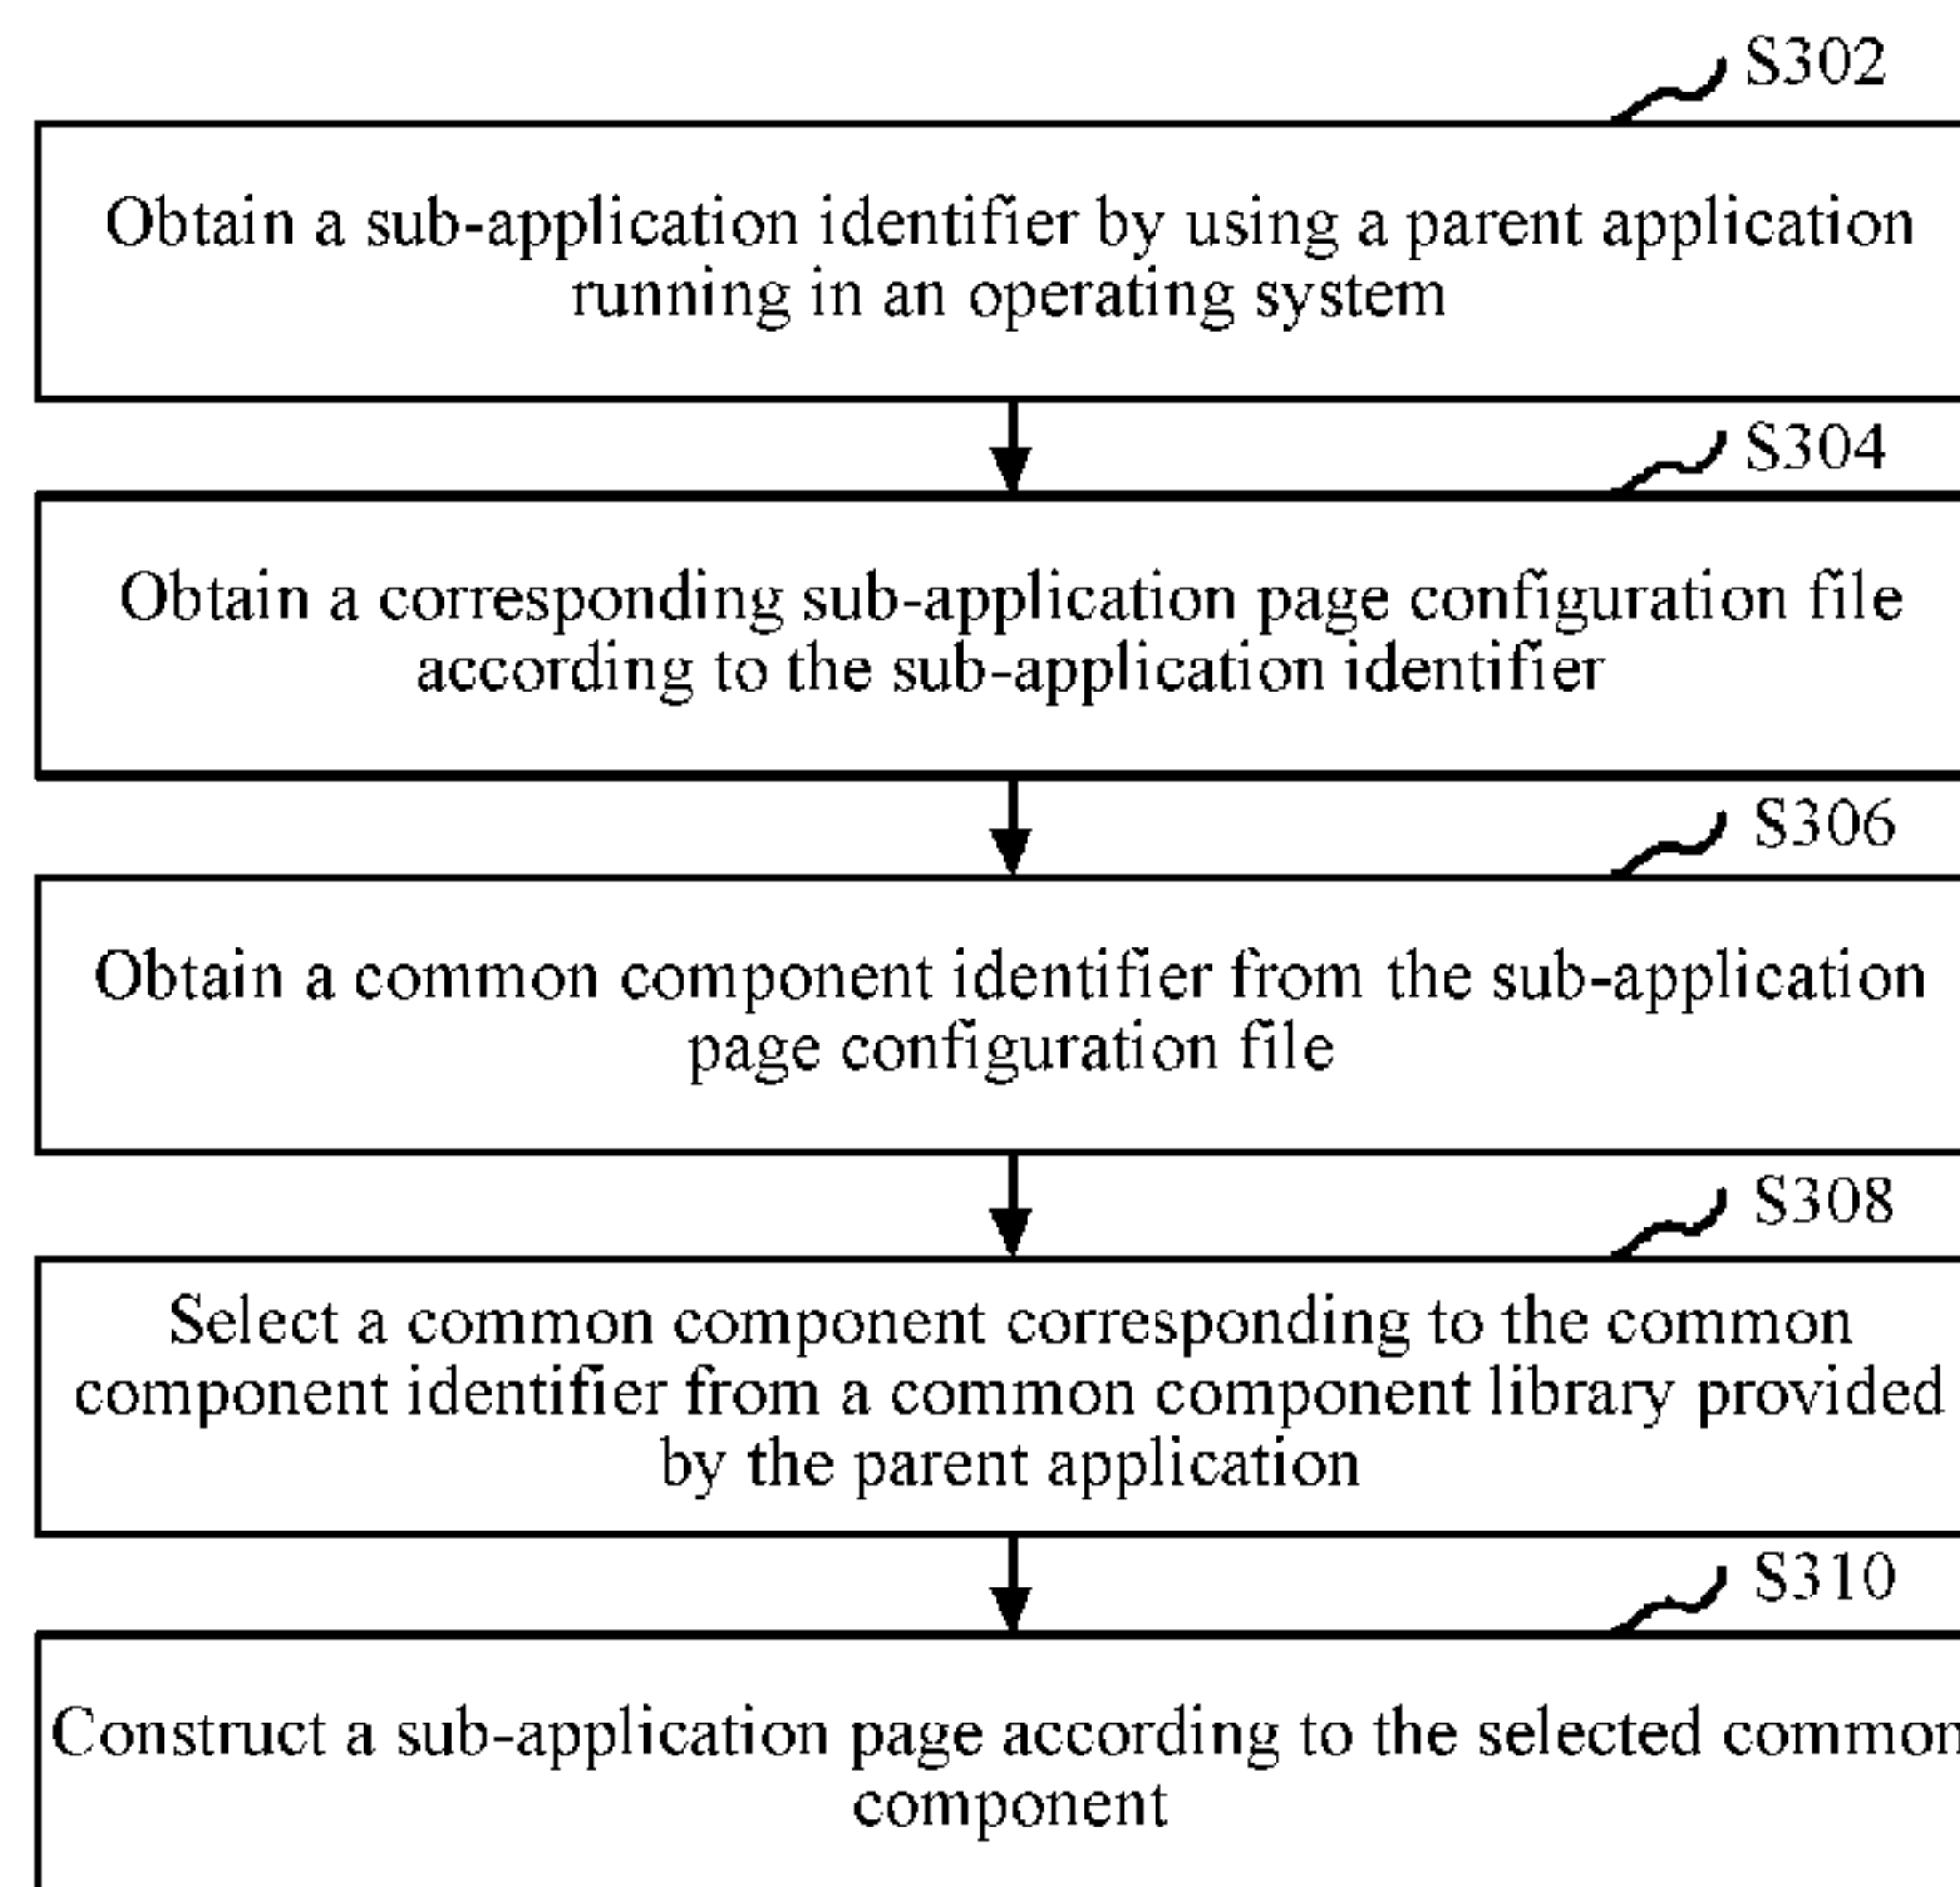 S302
Obtain a sub-application identifier by using a parent application
running in an operating system
S304
Obtain a corresponding sub-application page configuration file
according to the sub-application identifier
S306
Obtain a common component identifier from the sub-application
page configuration file
S308
Select a common component corresponding to the common
component identifier from a common component library provided
by the parent application
S310
Construct a sub-application page according to the selected common
component